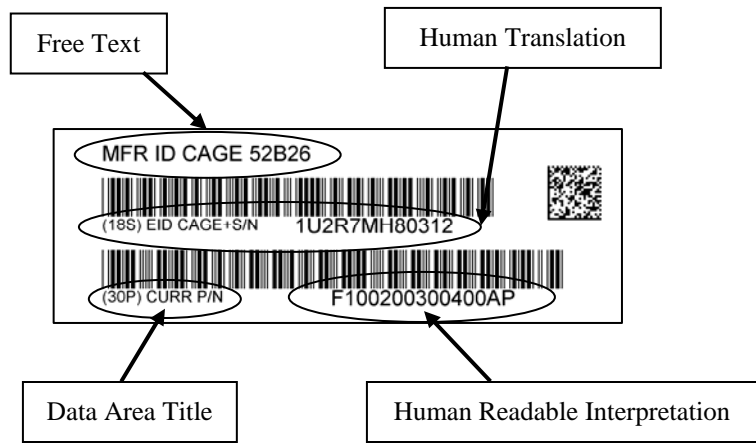 Free Text
Human Translation
MFR ID CAGE 52B26
(18S) EID CAGE+S/N 1U2R7MH80312
(30P) CURR P/N F100200300400AP
Data Area Title
Human Readable Interpretation